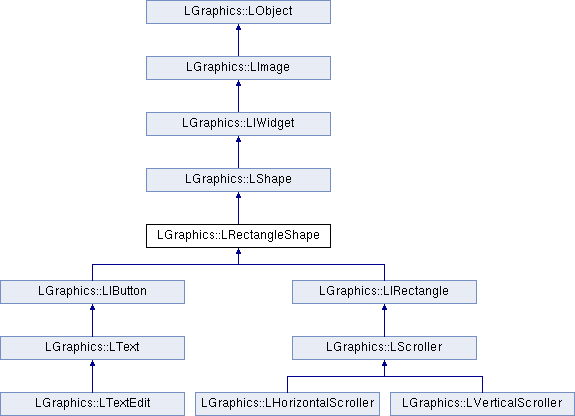 LGraphics::LObject
LGraphics::LImage
LGraphics::LIWidget
LGraphics::LShape
LGraphics::LRectangleShape
LGraphics::LIButton
LGraphics::LIRectangle
LGraphics::LText
LGraphics::LScroller
LGraphics::LTextEdit
LGraphics::LHorizontalScroller
LGraphics::LVerticalScroller